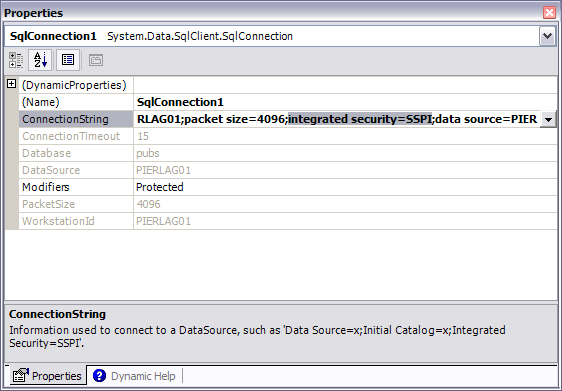 Properties
SqlConnection1 System.Data.SqlClient.SqlConnection
(DynamicProperties)
(Name) SqlConnection1
ConnectionString RLAG01;packet size=4096;integrated security=SSPI;data source=PIER
ConnectionTimeout 15
Database pubs
DataSource PIERLAG01
Modifiers Protected
PacketSize 4096
WorkstationId PIERLAG01
ConnectionString
Information used to connect to a DataSource, such as 'Data Source=x;Initial Catalog=x;Integrated
Security=SSPI'.
Properties Dynamic Help